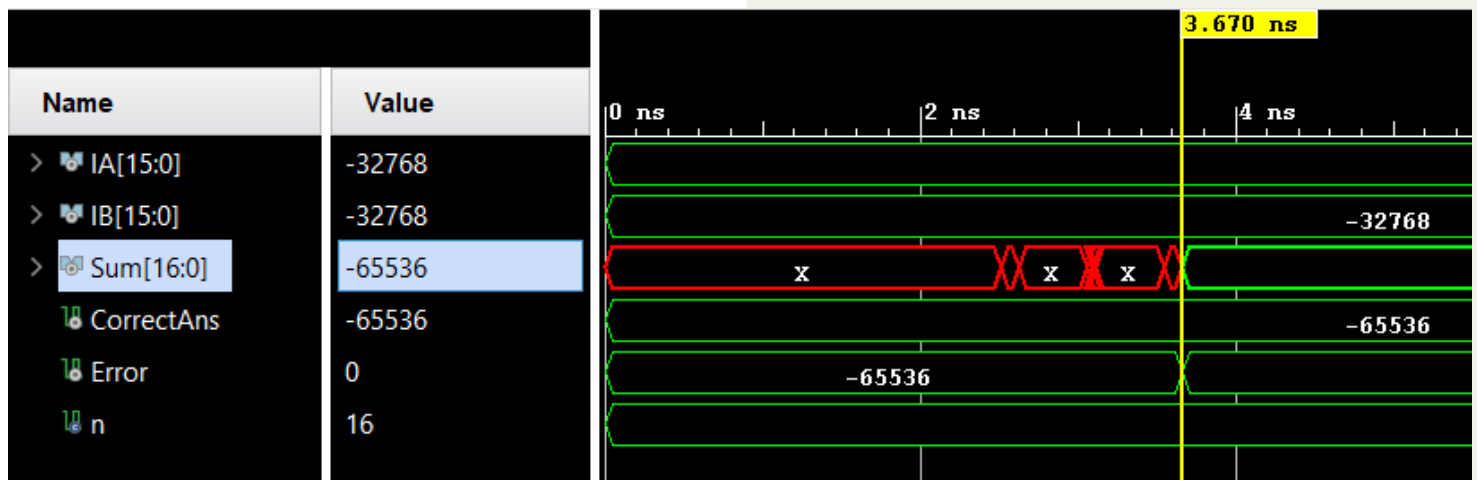 3.670 ns
Name Value 0 ns 2 ns 4 ns
IA[15:0] -32768
IB[15:0] -32768 -32768
Sum[16:0] -65536 X X X
CorrectAns -65536 -65536
Error 0 -65536
n 16